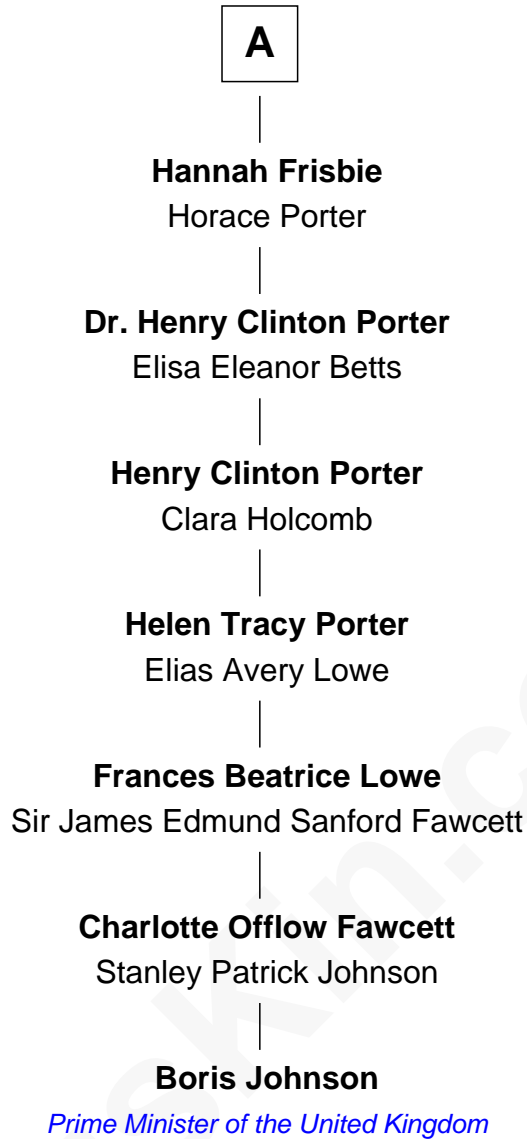 A
Hannah Frisbie
Horace Porter
Dr. Henry Clinton Porter
Elisa Eleanor Betts
Henry Clinton Porter
Clara Holcomb
Helen Tracy Porter
Elias Avery Lowe
Frances Beatrice Lowe
Sir James Edmund Sanford Fawcett
Charlotte Offlow Fawcett
Stanley Patrick Johnson
Boris Johnson
Prime Minister of the United Kingdom